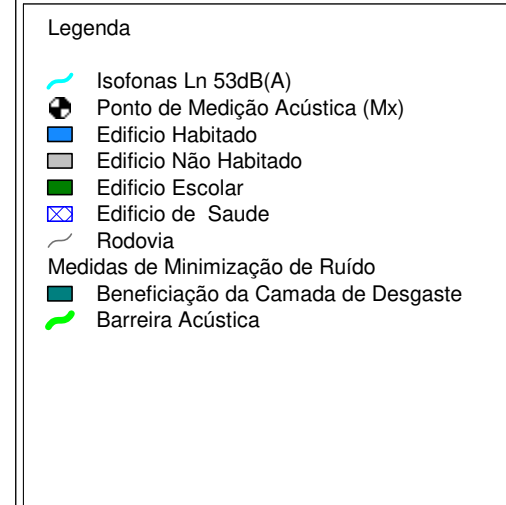 Legenda
Isofonas Ln 53dB(A)
Ponto de Medição Acústica (Mx)
Edificio Habitado
Edificio Não Habitado
Edificio Escolar
Edificio de Saude
Rodovia
Medidas de Minimização de Ruído
Beneficiação da Camada de Desgaste
Barreira Acústica